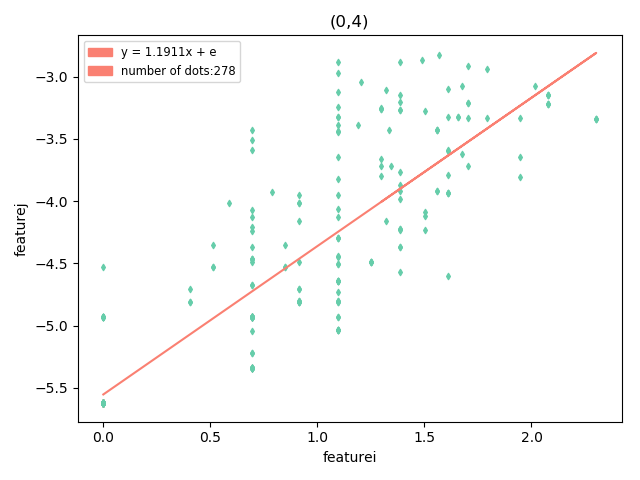 (0,4)
y = 1.1911x + e
number of dots:278
−3.0
−3.5
−4.0
−4.5
−5.0
−5.5
featurej
0.0 0.5 1.0 1.5 2.0
featurei